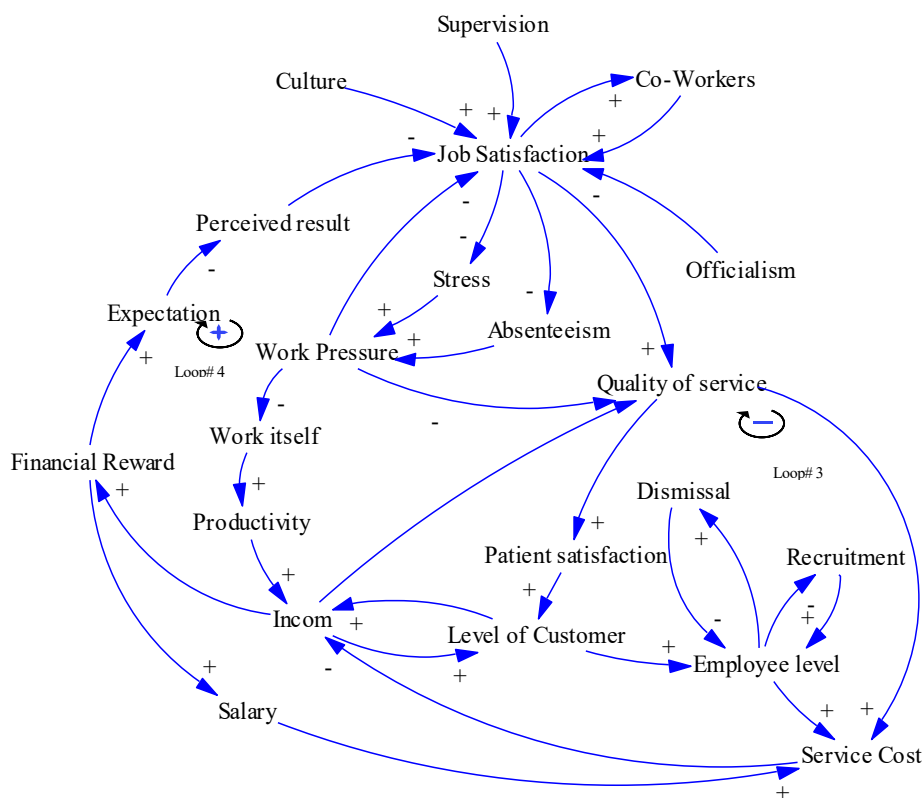 Supervision
Culture
Co-Workers
+
+
+
+
-
Job Satisfaction
-
-
Perceived result
-
Officialism
-
Stress
-
Expectation
+
Absenteeism
+
+
Work Pressure
+
Loop# 4
Quality of service
-
-
Work itself
Financial Reward
Loop# 3
+
+
Dismissal
Productivity
+
+
Patient satisfaction
Recruitment
+
+
-
Incom
+
-
+
Level of Customer
+
Employee level
+
-
+
Salary
+
+
Service Cost
+